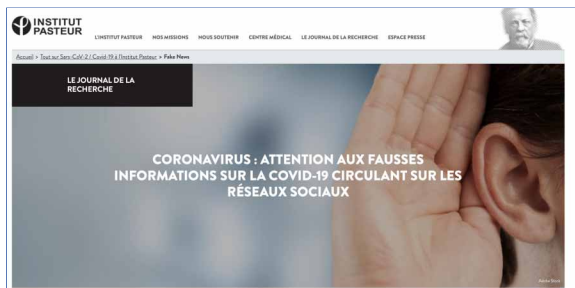 INSTITUT
PASTEUR
L'INSTITUT PASTEUR NOS MISSIONS NOUS SOUTENIR CENTRE MÉDICAL LE JOURNAL DE LA RECHERCHE ESPACE PRESSE
Accueil > Tout sur Sars-CoV-2 / Covid-19 à l'Institut Pasteur > Fake News
LE JOURNAL DE LA
RECHERCHE
CORONAVIRUS : ATTENTION AUX FAUSSES
INFORMATIONS SUR LA COVID-19 CIRCULANT SUR LES
RÉSEAUX SOCIAUX